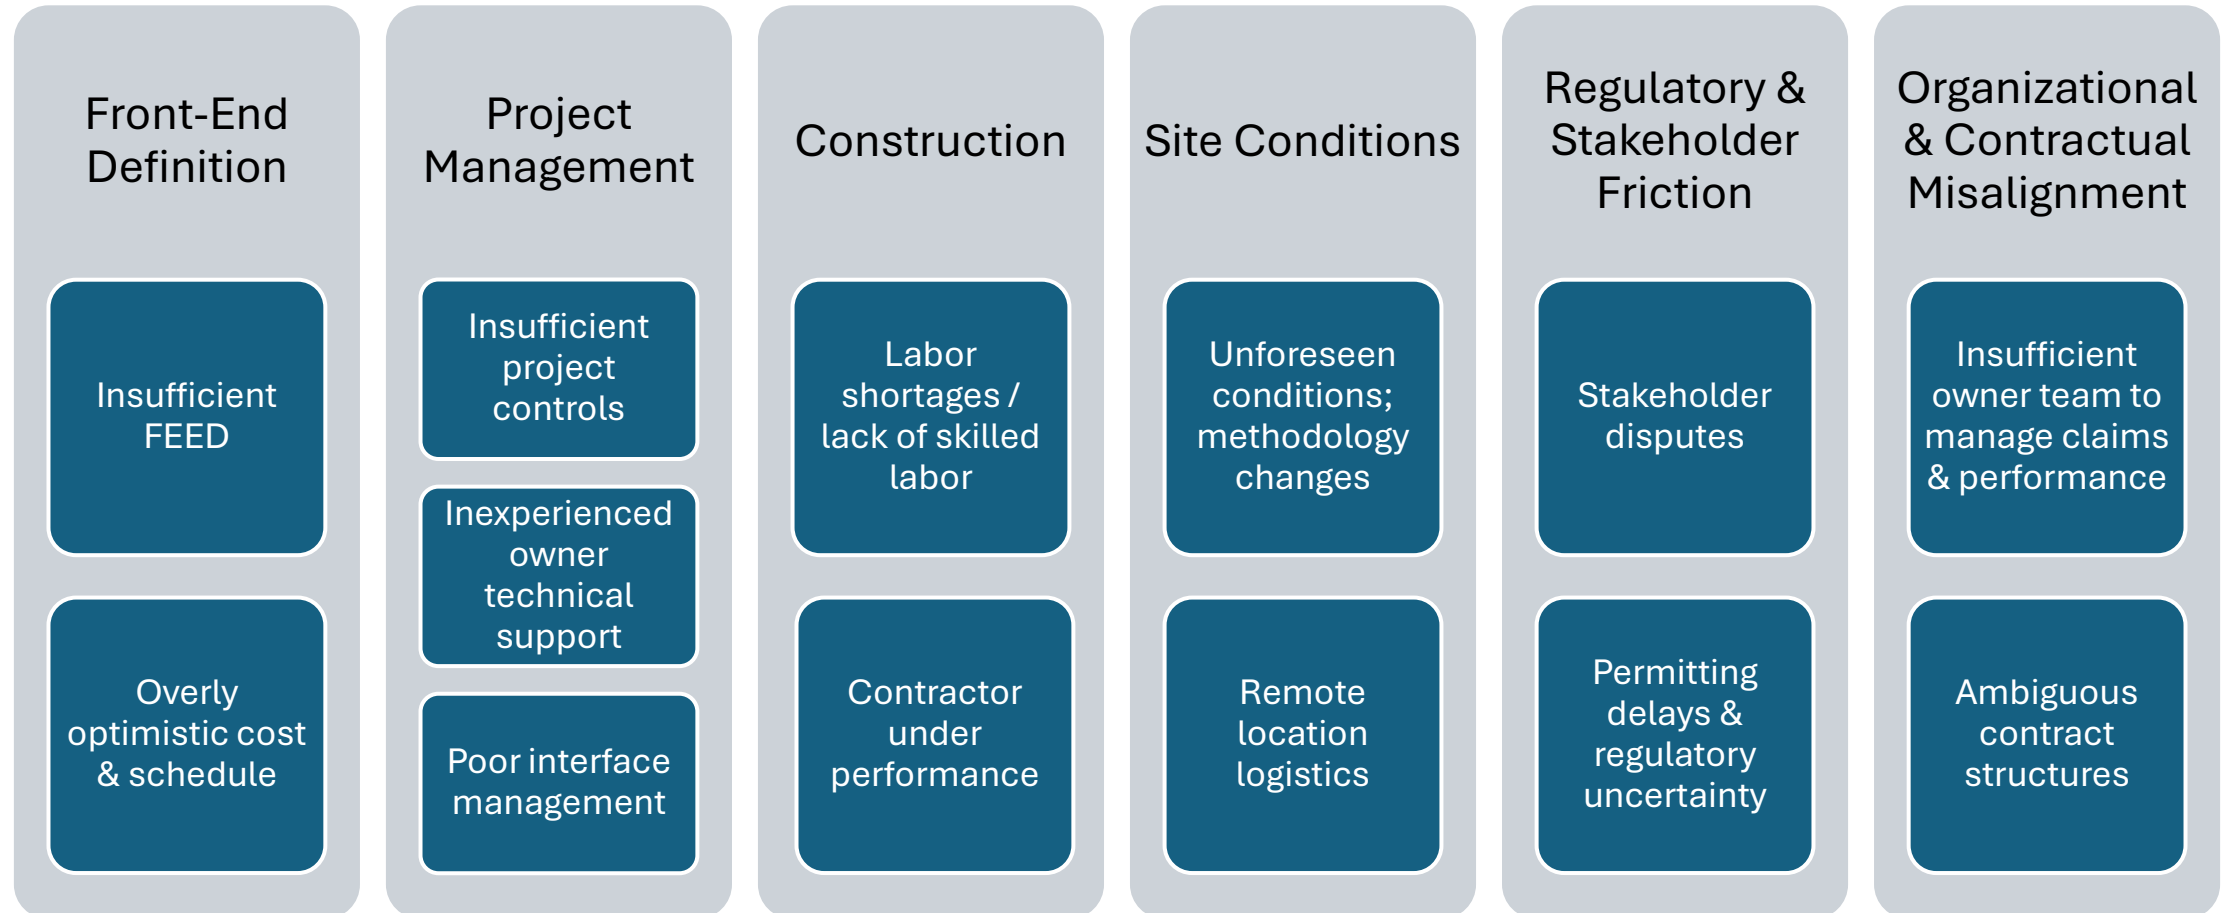 Front-End
Definition
Insufficient
FEED
Overly
optimistic cost
& schedule
Project
Management
Insufficient
project
controls
Inexperienced
owner
technical
support
Poor interface
management
Construction
Labor
shortages /
lack of skilled
labor
Contractor
under
performance
Site Conditions
Unforeseen
conditions;
methodology
changes
Remote
location
logistics
Regulatory &
Stakeholder
Friction
Stakeholder
disputes
Permitting
delays &
regulatory
uncertainty
Organizational
& Contractual
Misalignment
Insufficient
owner team to
manage claims
& performance
Ambiguous
contract
structures